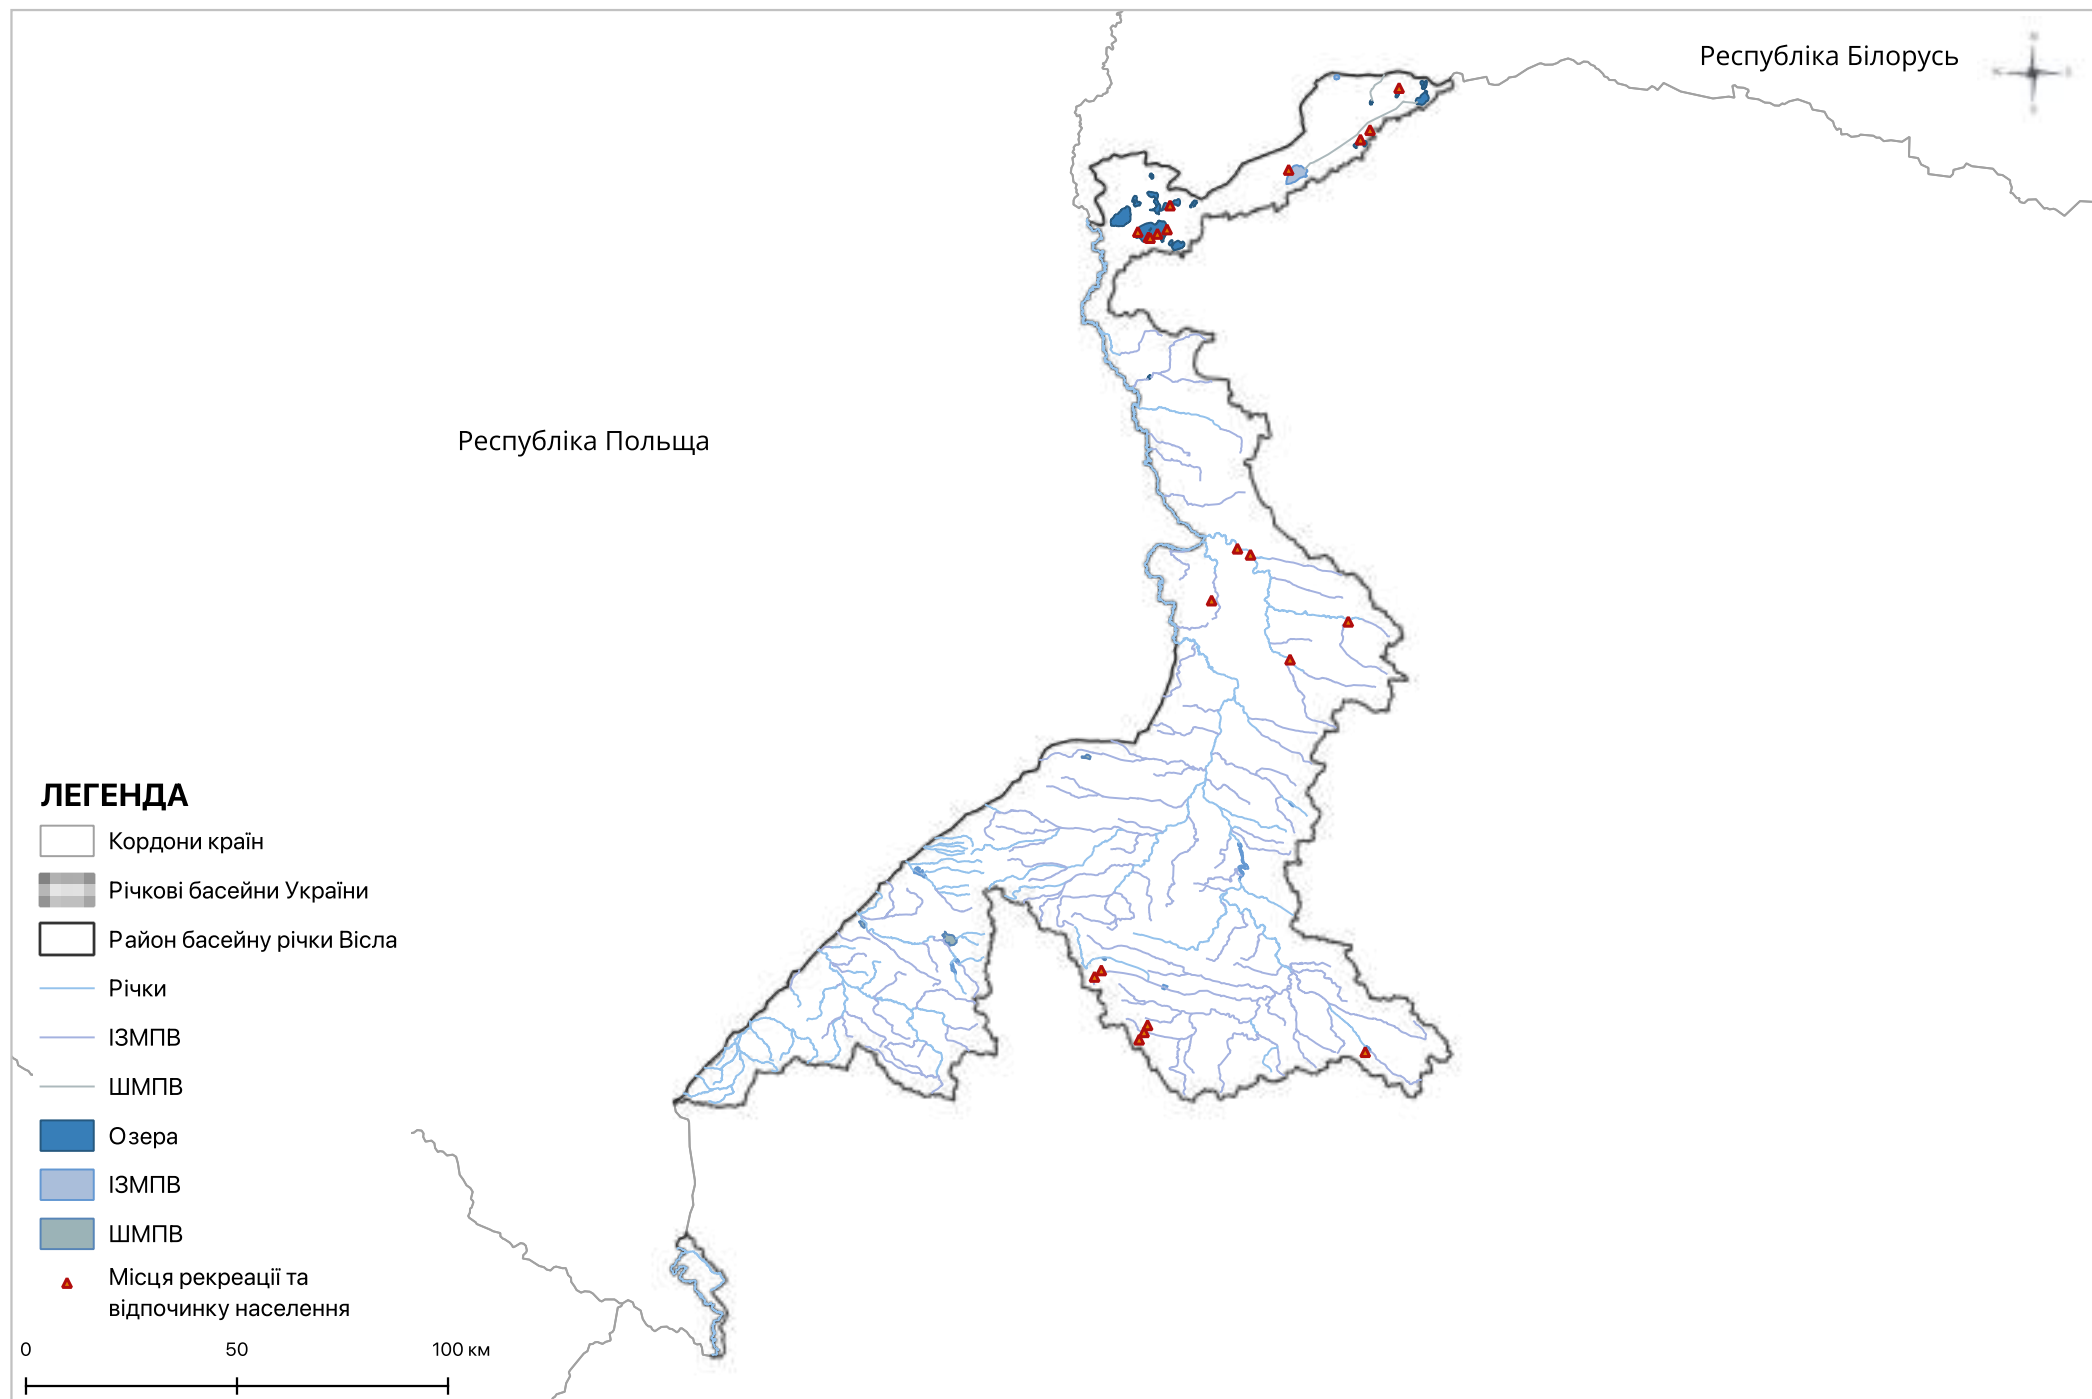 Республіка Білорусь
Республіка Польща
ЛЕГЕНДА
Кордони країн
Річкові басейни України
Район басейну річки Вісла
Річки
ІЗМПВ
ШМПВ
Озера
ІЗМПВ
ШМПВ
Місця рекреації та
відпочинку населення
0 50 100 км